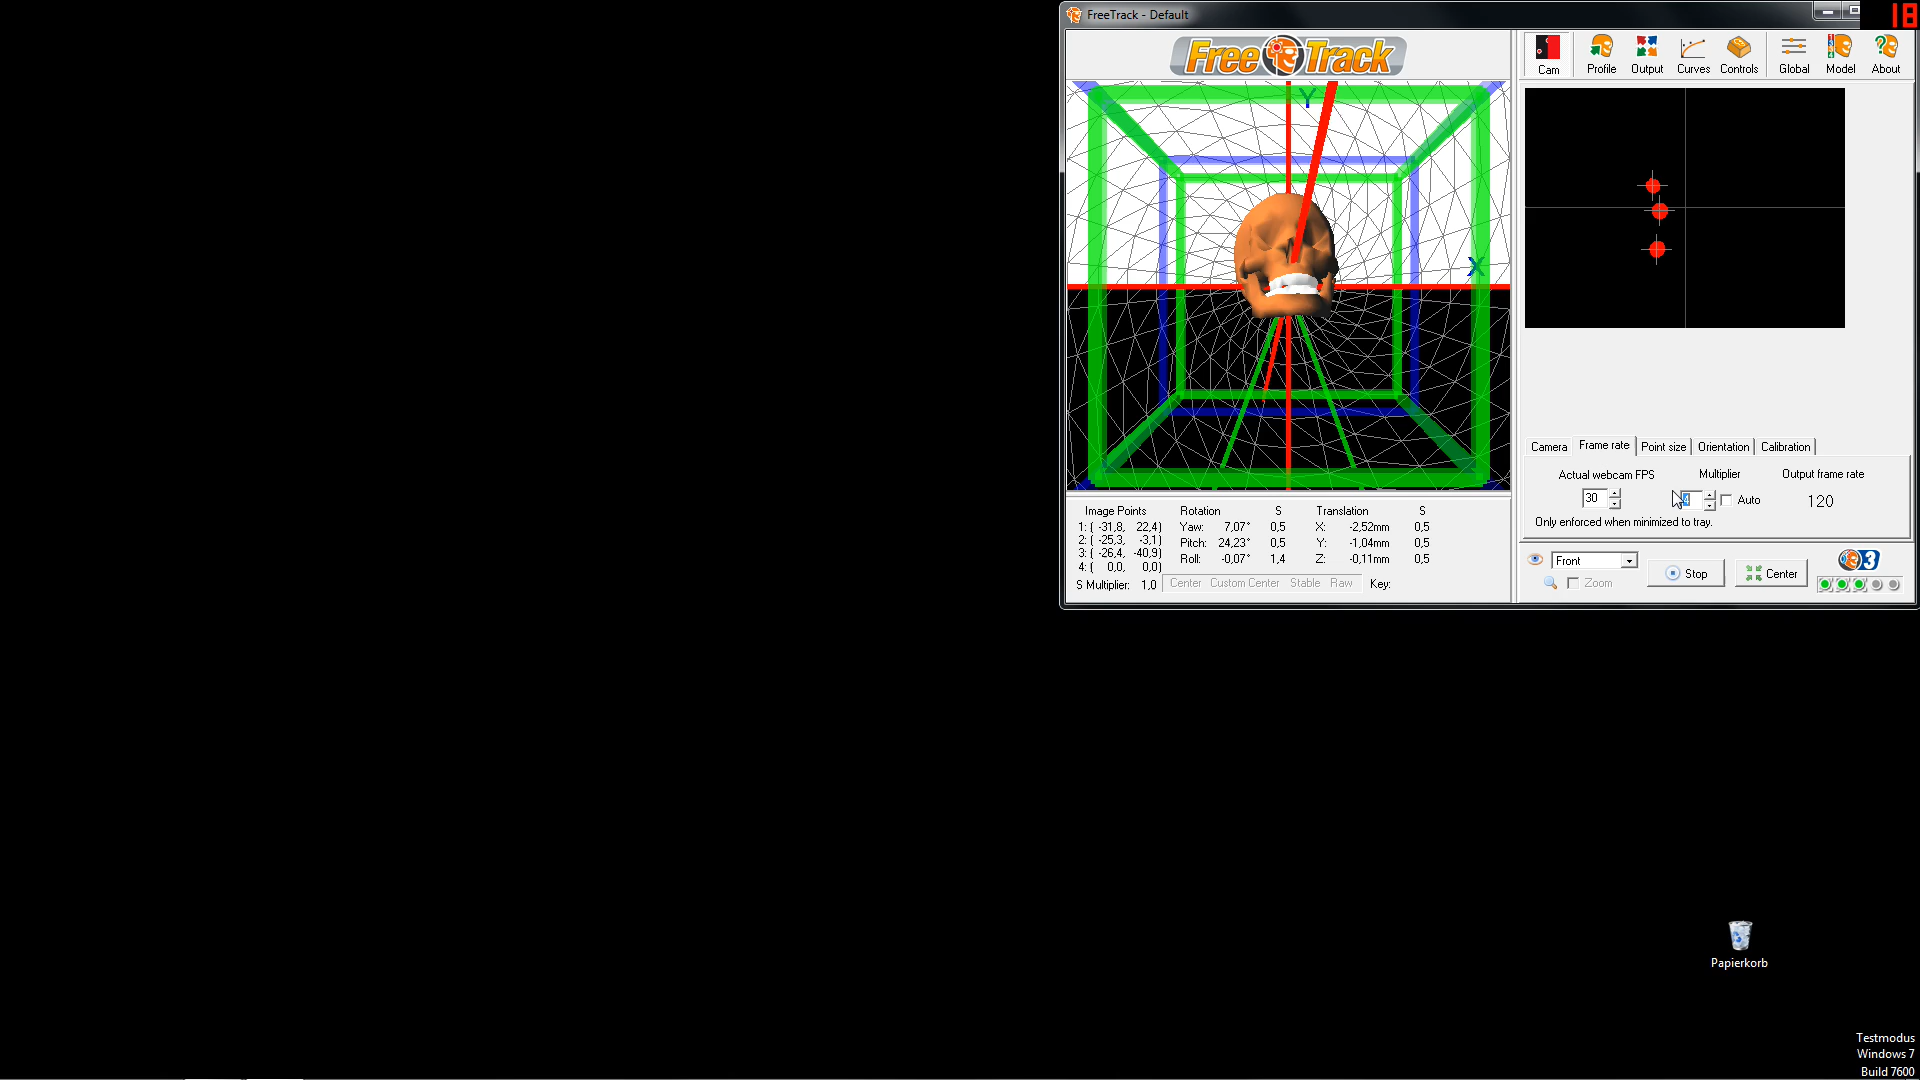 FreeTrack - Default
18
Free Track
Cam
Profile
Output
Curves
Controls
Global
Model
About
Y
X
Camera
Frame rate
Point size
Orientation
Calibration
Actual webcam FPS
Multiplier
Output frame rate
30
4
Auto
120
Only enforced when minimized to tray.
Image Points
Rotation S
Translation S
1: ( -31,8, 22,4)
2: ( -25,3, -3,1)
3: ( -26,4, -40,9)
4: ( 0,0, 0,0)
Yaw: 7,07° 0,5
Pitch: 24,23° 0,5
Roll: -0,07° 1,4
X: -2,52mm 0,5
Y: -1,04mm 0,5
Z: -0,11mm 0,5
S Multiplier: 1,0
Center
Custom Center
Stable
Raw
Key:
Front
Zoom
Stop
Center
3
Papierkorb
Testmodus
Windows 7
Build 7600